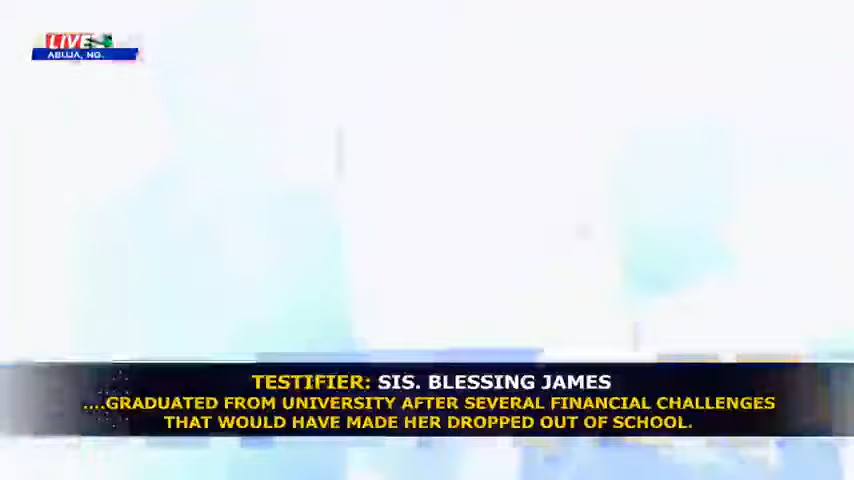 LIVE
ABUJA, NG.
TESTIFIER: SIS. BLESSING JAMES
....GRADUATED FROM UNIVERSITY AFTER SEVERAL FINANCIAL CHALLENGES
THAT WOULD HAVE MADE HER DROPPED OUT OF SCHOOL.